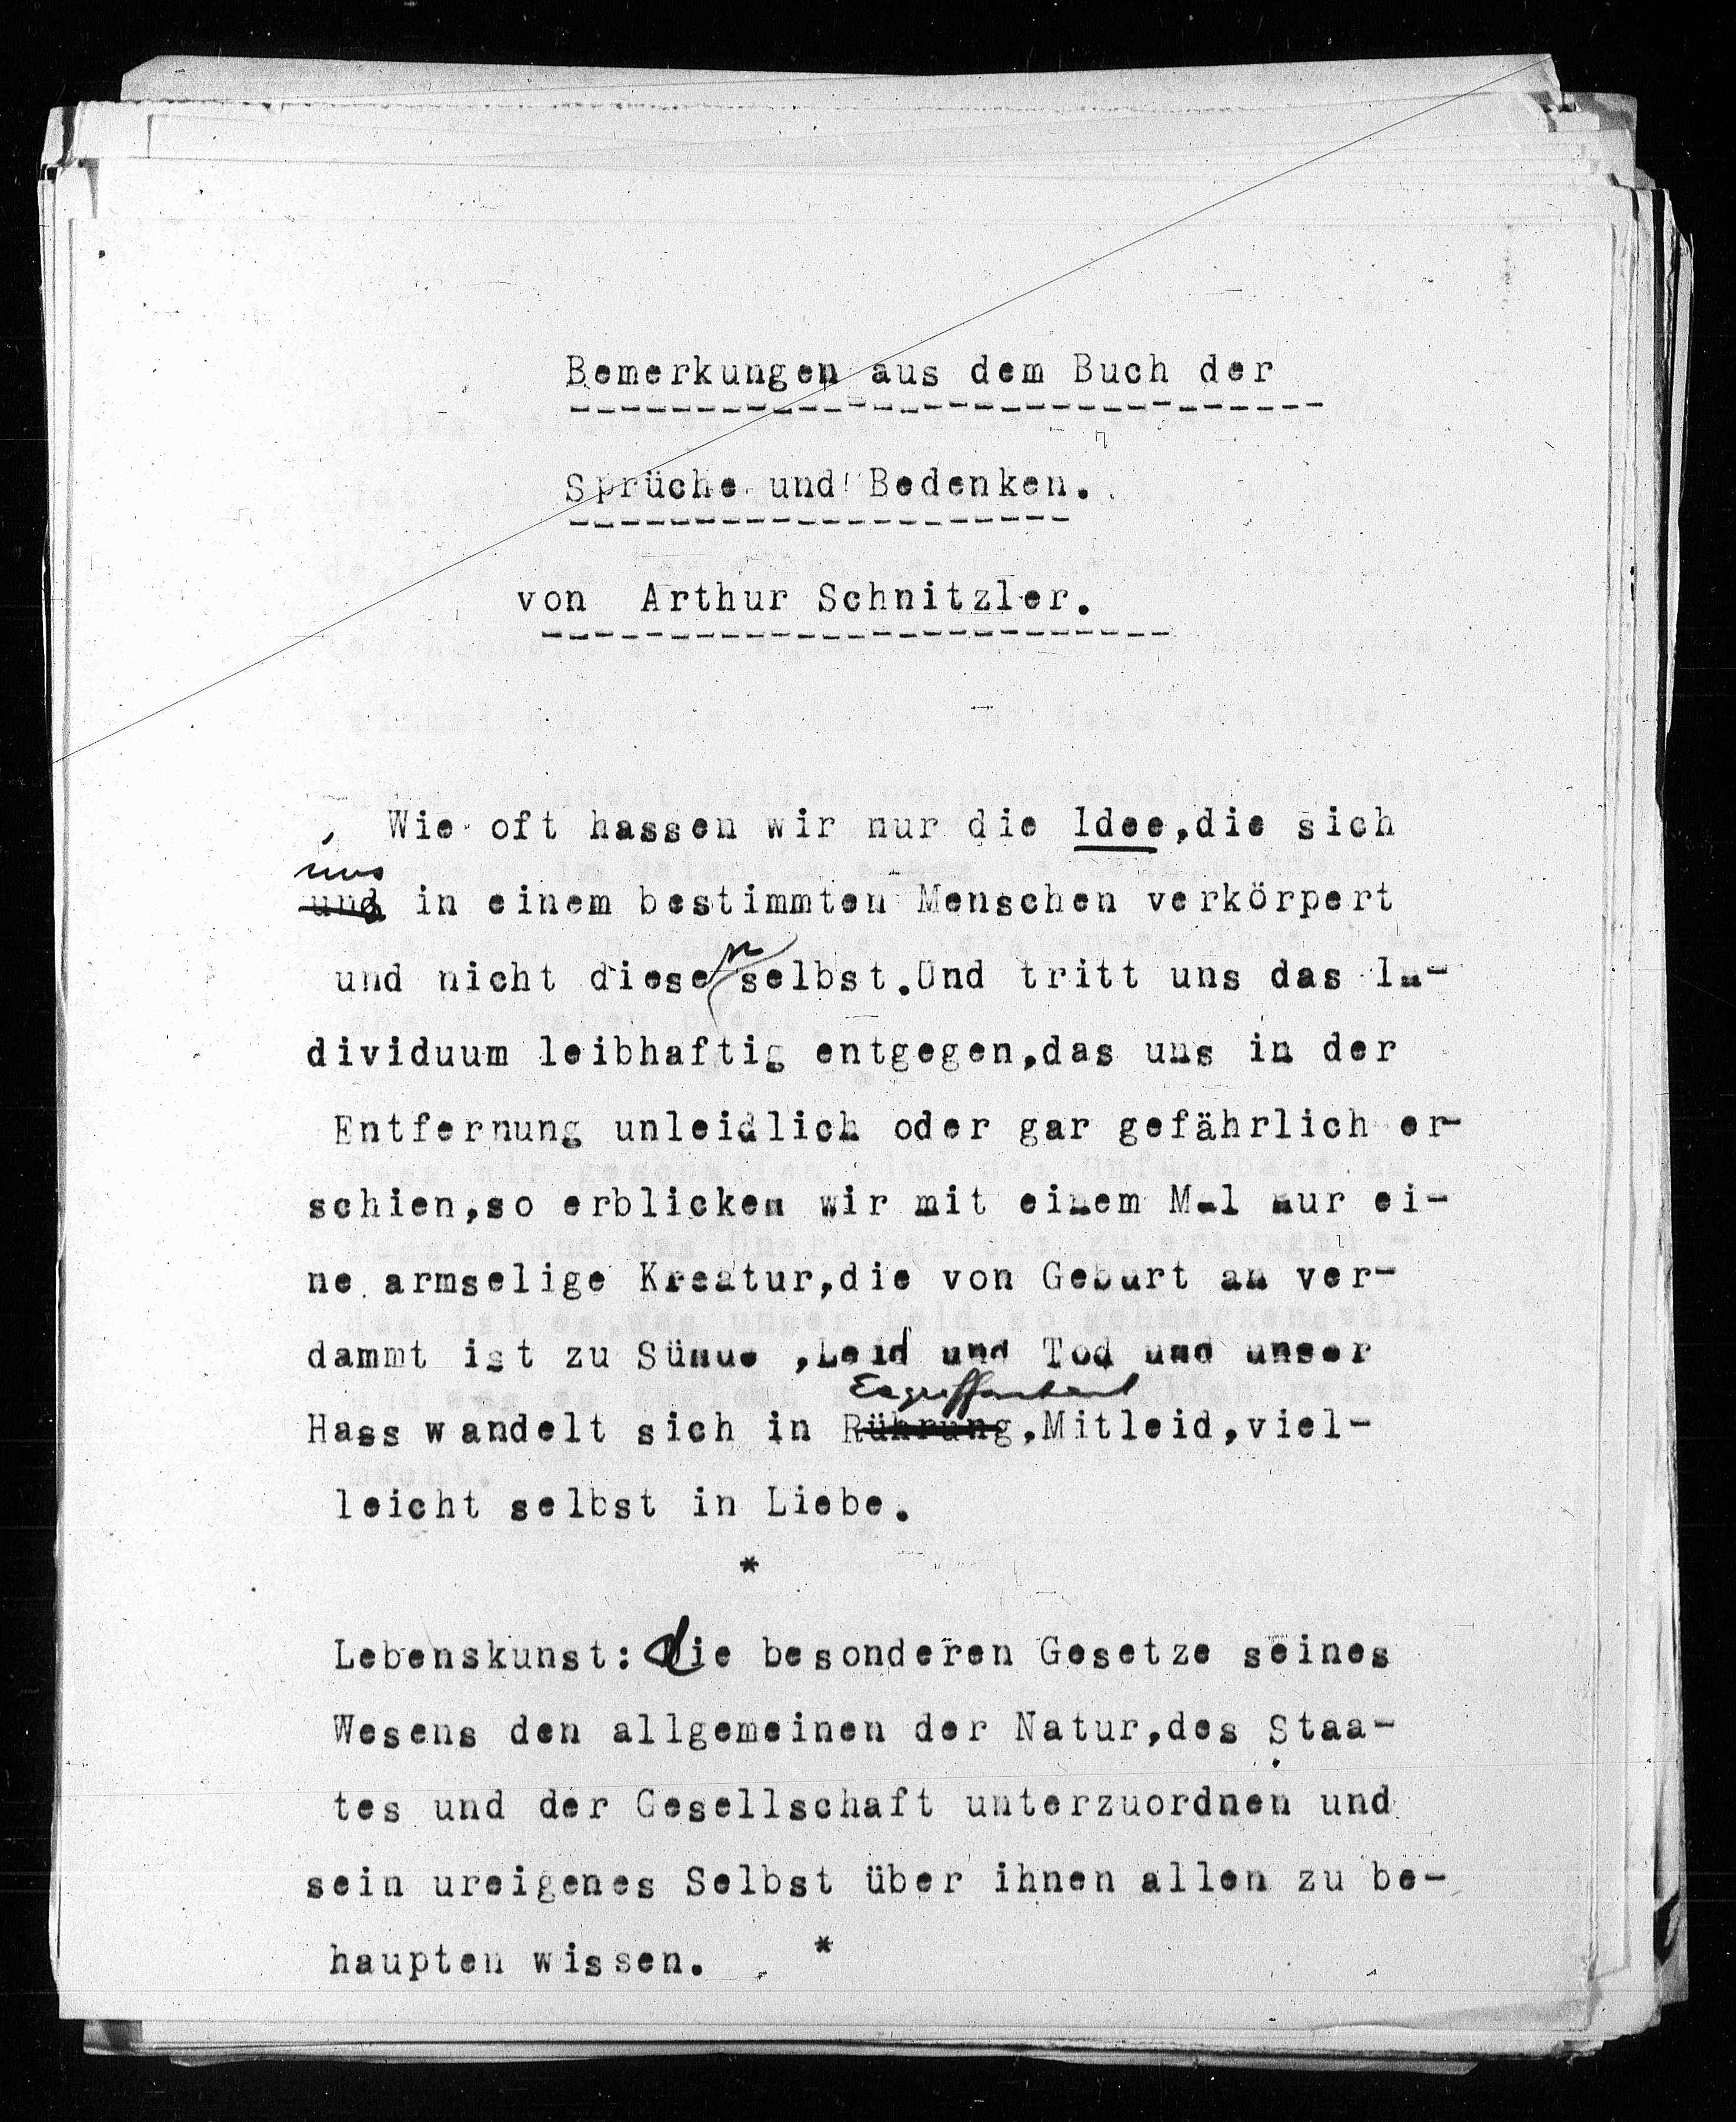 Bemerkungen aus dem Buch der
Sprüche und Bedenken.
von Arthur Schnitzler.
Wie oft hassen wir nur die Idee,die sich
uns
und in einem bestimmten Menschen verkörpert
n
und nicht diese selbst.Und tritt uns das In-
dividuum leibhaftig entgegen,das uns in der
Entfernung unleidlich oder gar gefährlich er-
schien,so erblicken wir mit einem Mal nur ei-
ne armselige Kreatur,die von Geburt an ver-
dammt ist zu Sünde ,Leid und Tod und unser
Ergriffenheit
Hass wandelt sich in Rührung,Mitleid,viel-
leicht selbst in Liebe.
*
Lebenskunst: die besonderen Gesetze seines
Wesens den allgemeinen der Natur,des Staa-
tes und der Gesellschaft unterzuordnen und
sein ureigenes Selbst über ihnen allen zu be-
haupten wissen. *